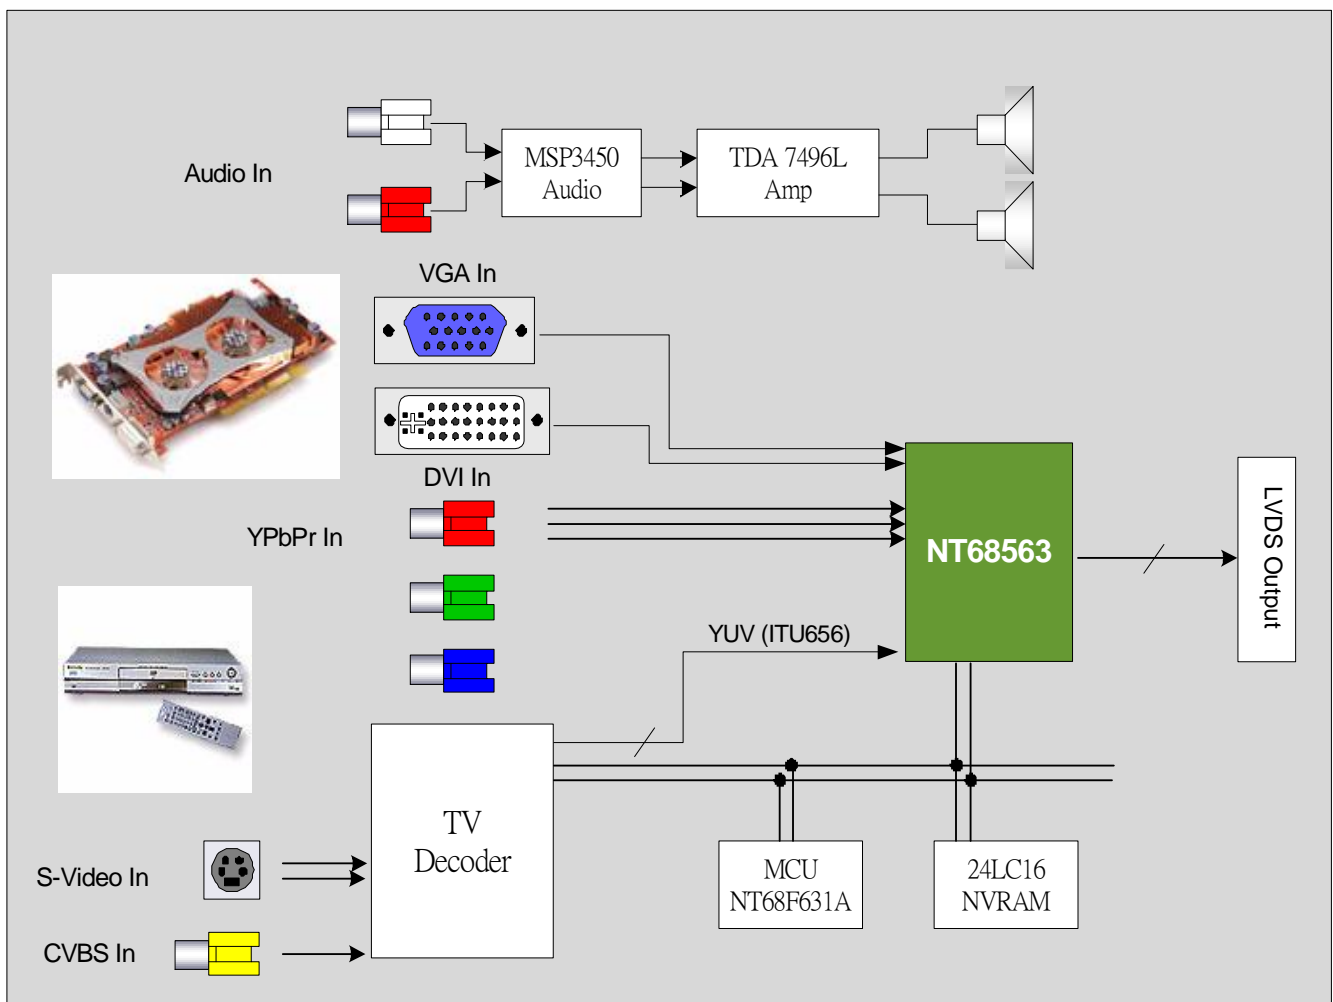 Audio In
MSP3450
Audio
TDA 7496L
Amp
VGA In
DVI In
YPbPr In
NT68563
LVDS Output
YUV (ITU656)
TV
Decoder
S-Video In
CVBS In
MCU
NT68F631A
24LC16
NVRAM